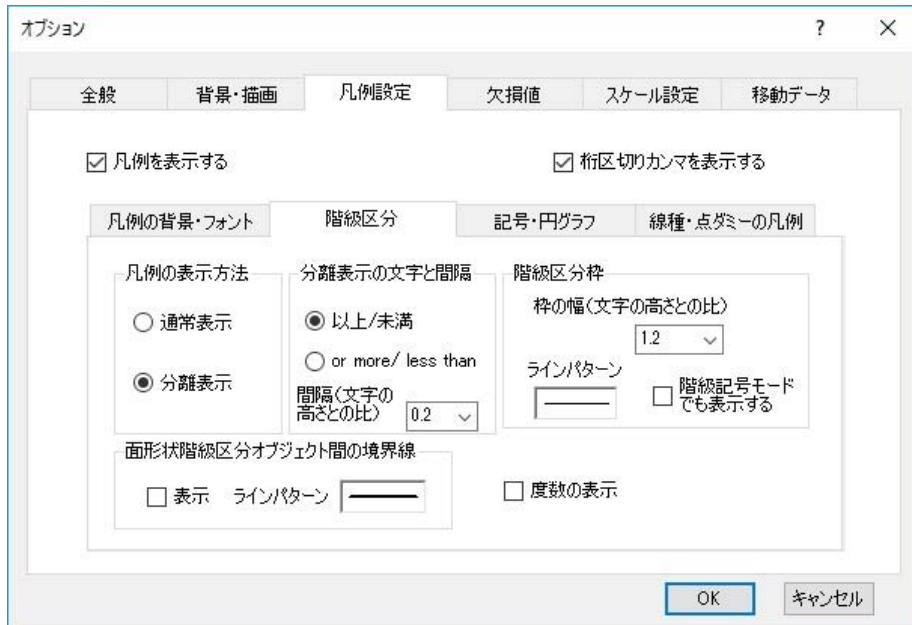 オプション
?
全般
背景・描画
凡例設定
欠損値
スケール設定
移動データ
凡例を表示する
桁区切りカンマを表示する
凡例の背景・フォント
階級区分
記号・円グラフ
線種・点ダミーの凡例
凡例の表示方法
通常表示
分離表示
分離表示の文字と間隔
以上/未満
or more/ less than
間隔(文字の
高さとの比)
0.2
階級区分枠
枠の幅(文字の高さとの比)
1.2
ラインパターン
階級記号モード
でも表示する
面形状階級区分オブジェクト間の境界線
表示
ラインパターン
度数の表示
OK
キャンセル